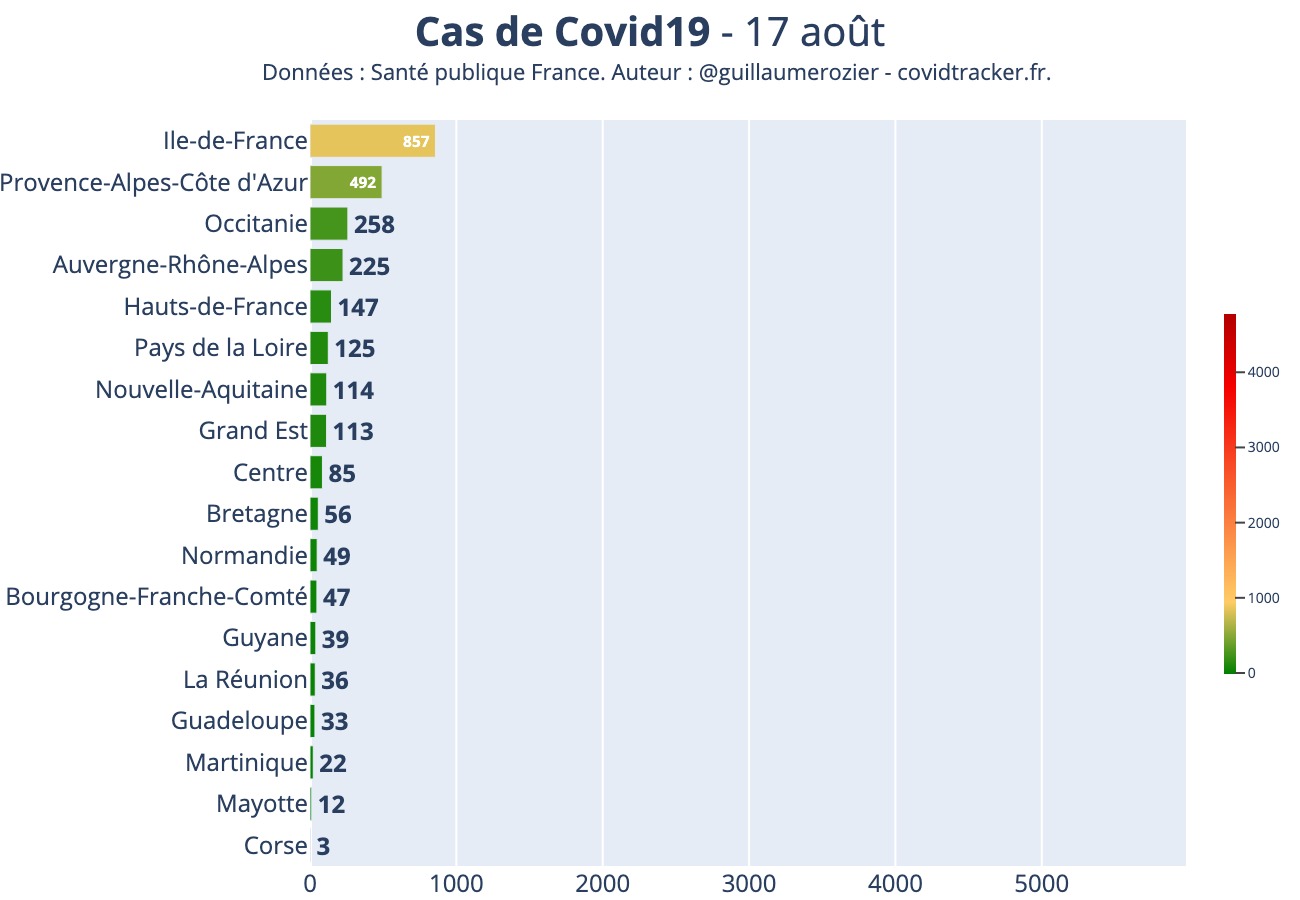 Cas de Covid19 - 17 août
Données : Santé publique France. Auteur : @guillaumerozier - covidtracker.fr.
Ile-de-France 857
Provence-Alpes-Côte d'Azur 492
Occitanie 258
Auvergne-Rhône-Alpes 225
Hauts-de-France 147
Pays de la Loire 125
Nouvelle-Aquitaine 114
Grand Est 113
Centre 85
Bretagne 56
Normandie 49
Bourgogne-Franche-Comté 47
Guyane 39
La Réunion 36
Guadeloupe 33
Martinique 22
Mayotte 12
Corse 3
0 1000 2000 3000 4000 5000
4000
3000
2000
1000
0